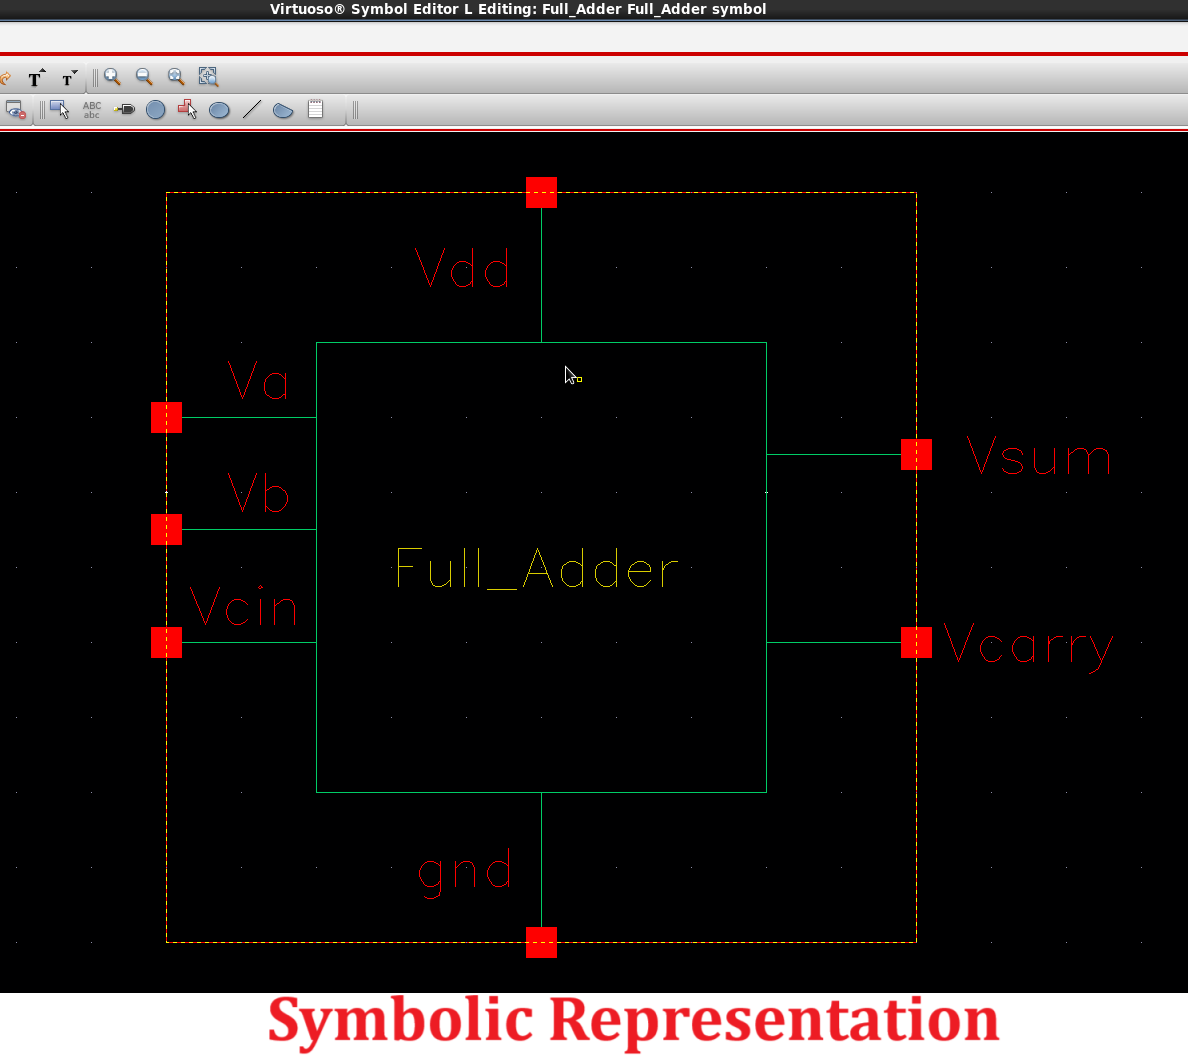 Virtuoso® Symbol Editor L Editing: Full_Adder Full_Adder symbol
T T
ABC
abc
Vdd
Va
Vb
Vsum
Full_Adder
Vcin
Vcarry
gnd
Symbolic Representation